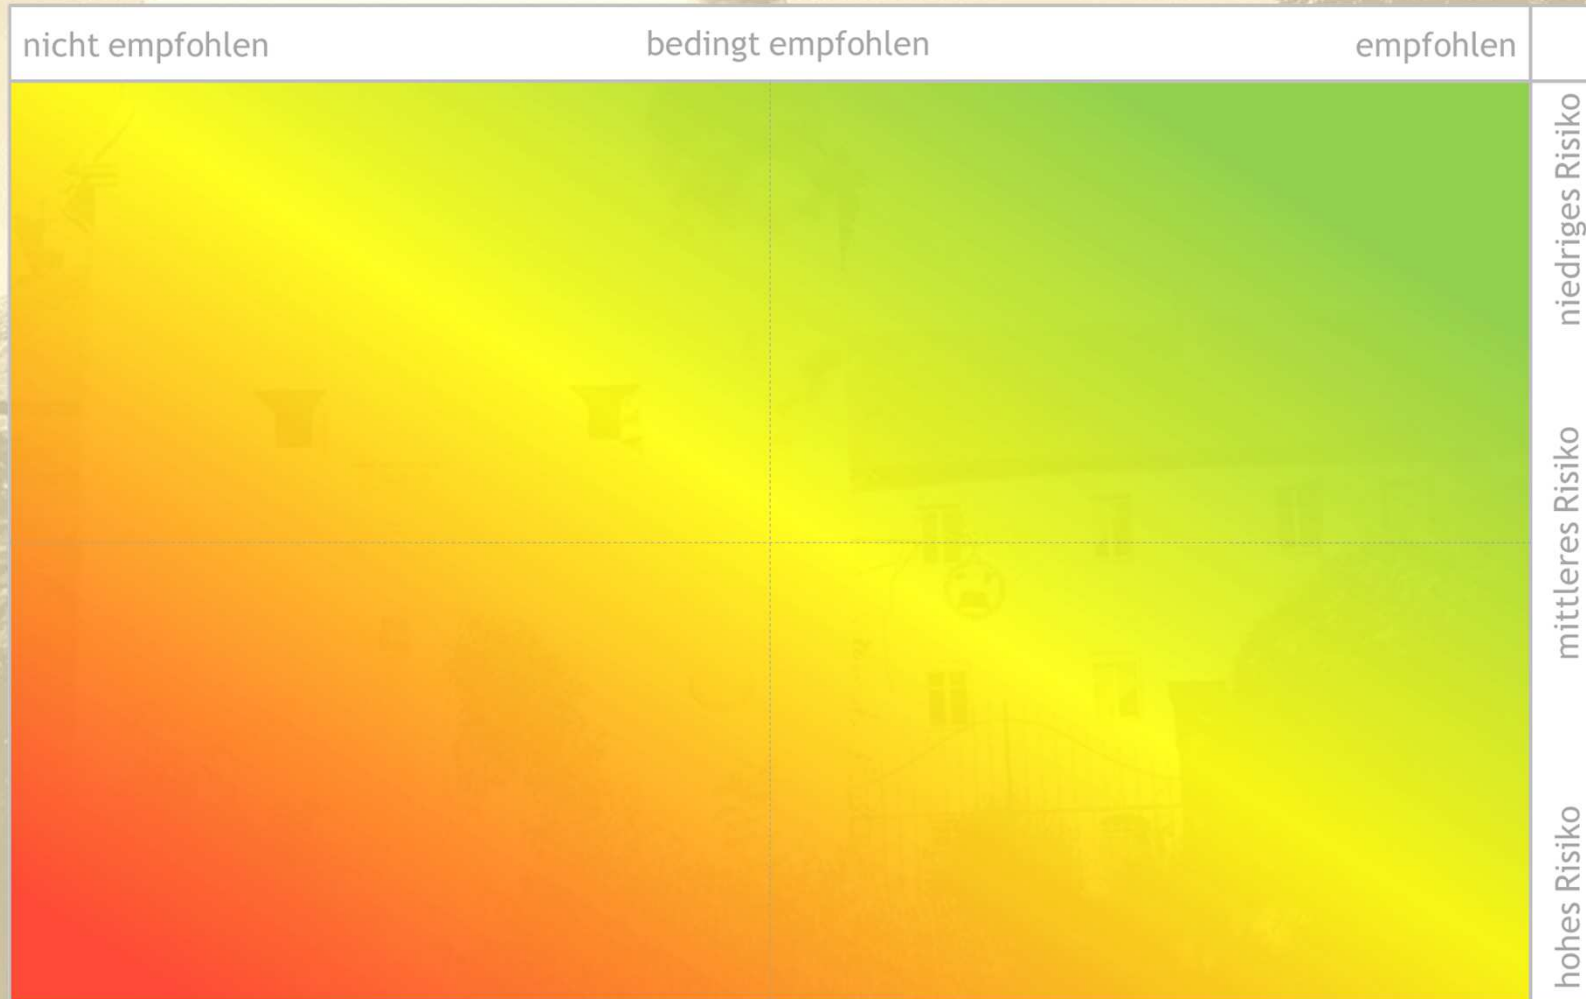 nicht empfohlen
bedingt empfohlen
empfohlen
niedriges Risiko
mittleres Risiko
hohes Risiko